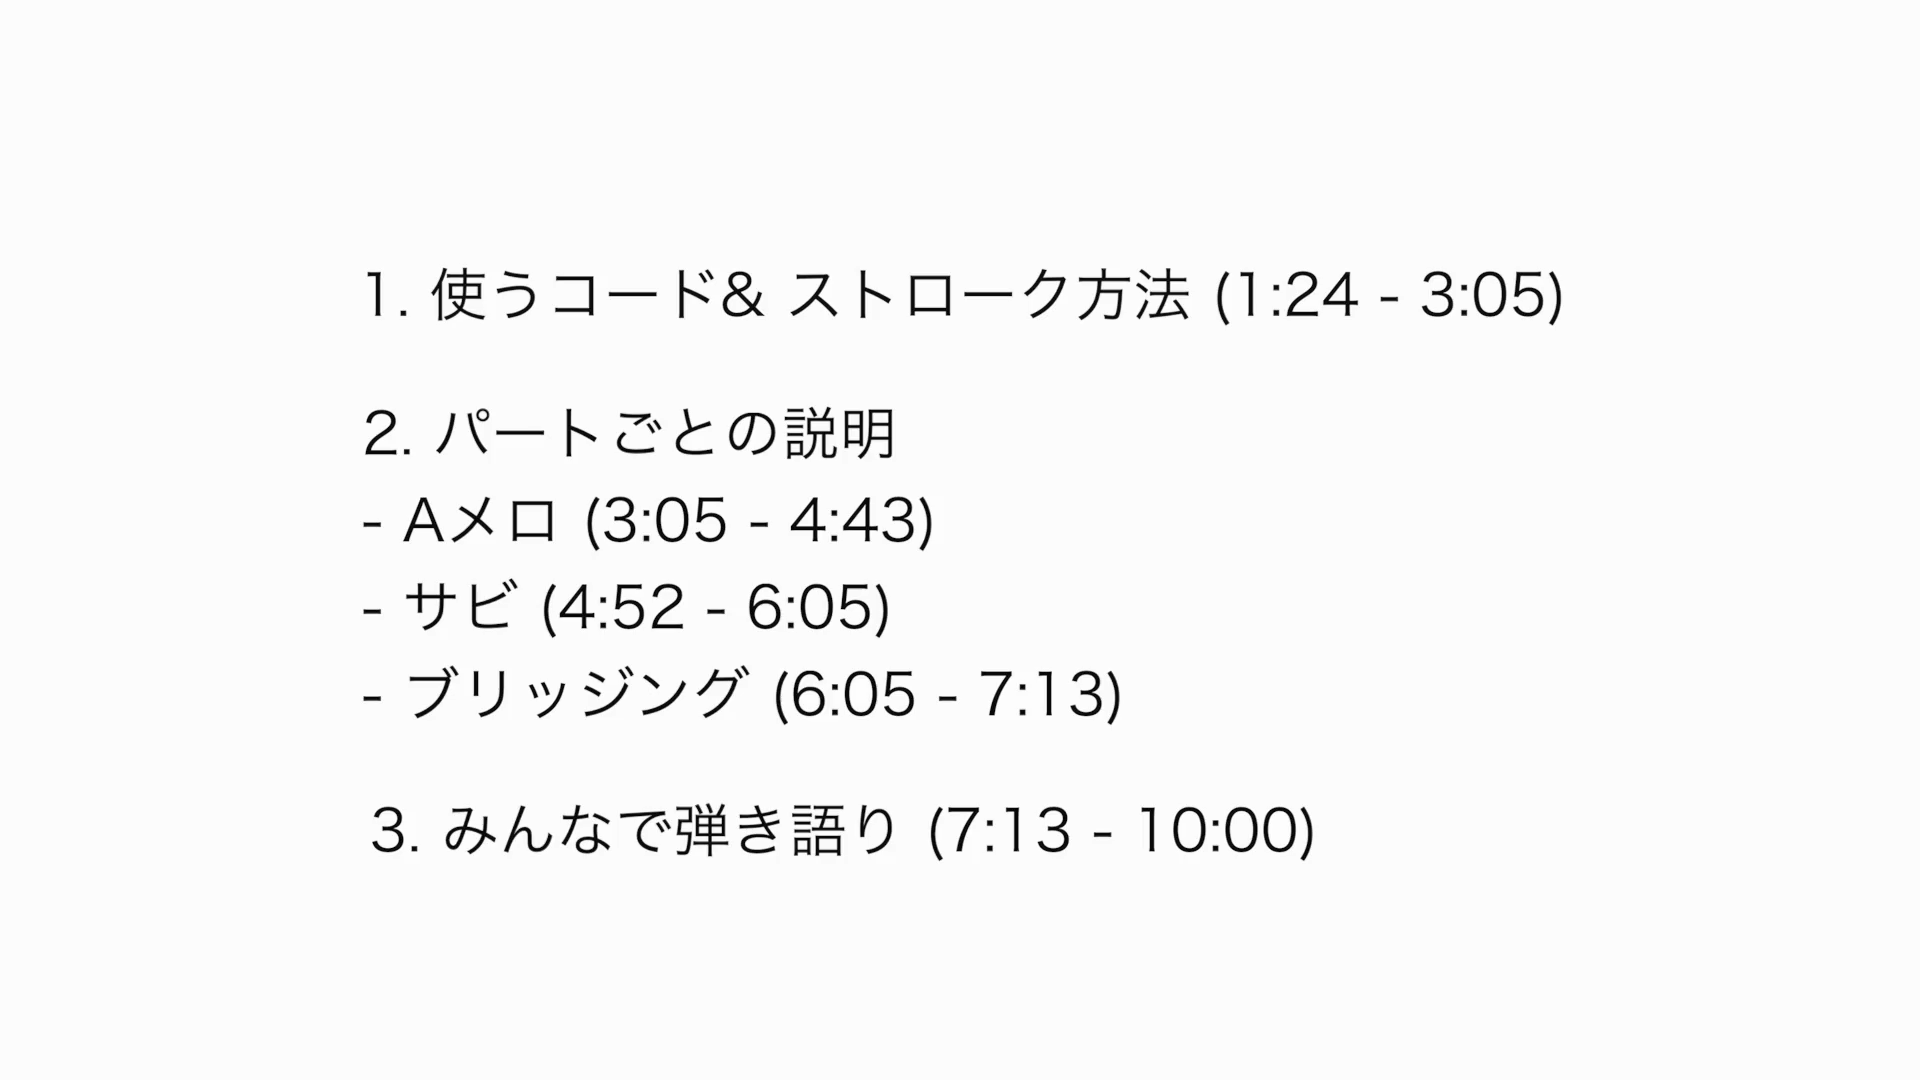 1. 使うコード& ストローク方法 (1:24 - 3:05)
2. パートごとの説明
- Aメロ (3:05 - 4:43)
- サビ (4:52 - 6:05)
- ブリッジング (6:05 - 7:13)
3. みんなで弾き語り (7:13 - 10:00)